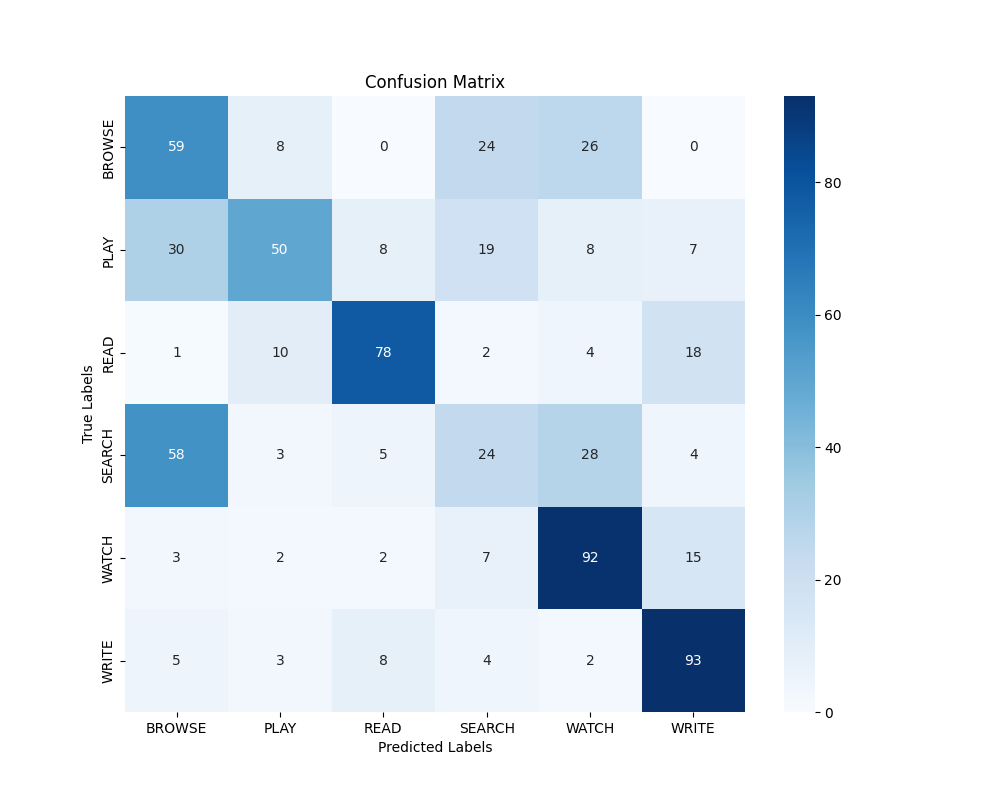 Confusion Matrix
BROWSE 59 8 0 24 26 0
PLAY 30 50 8 19 8 7
READ 1 10 78 2 4 18
SEARCH 58 3 5 24 28 4
WATCH 3 2 2 7 92 15
WRITE 5 3 8 4 2 93
True Labels
BROWSE PLAY READ SEARCH WATCH WRITE
Predicted Labels
80
60
40
20
0